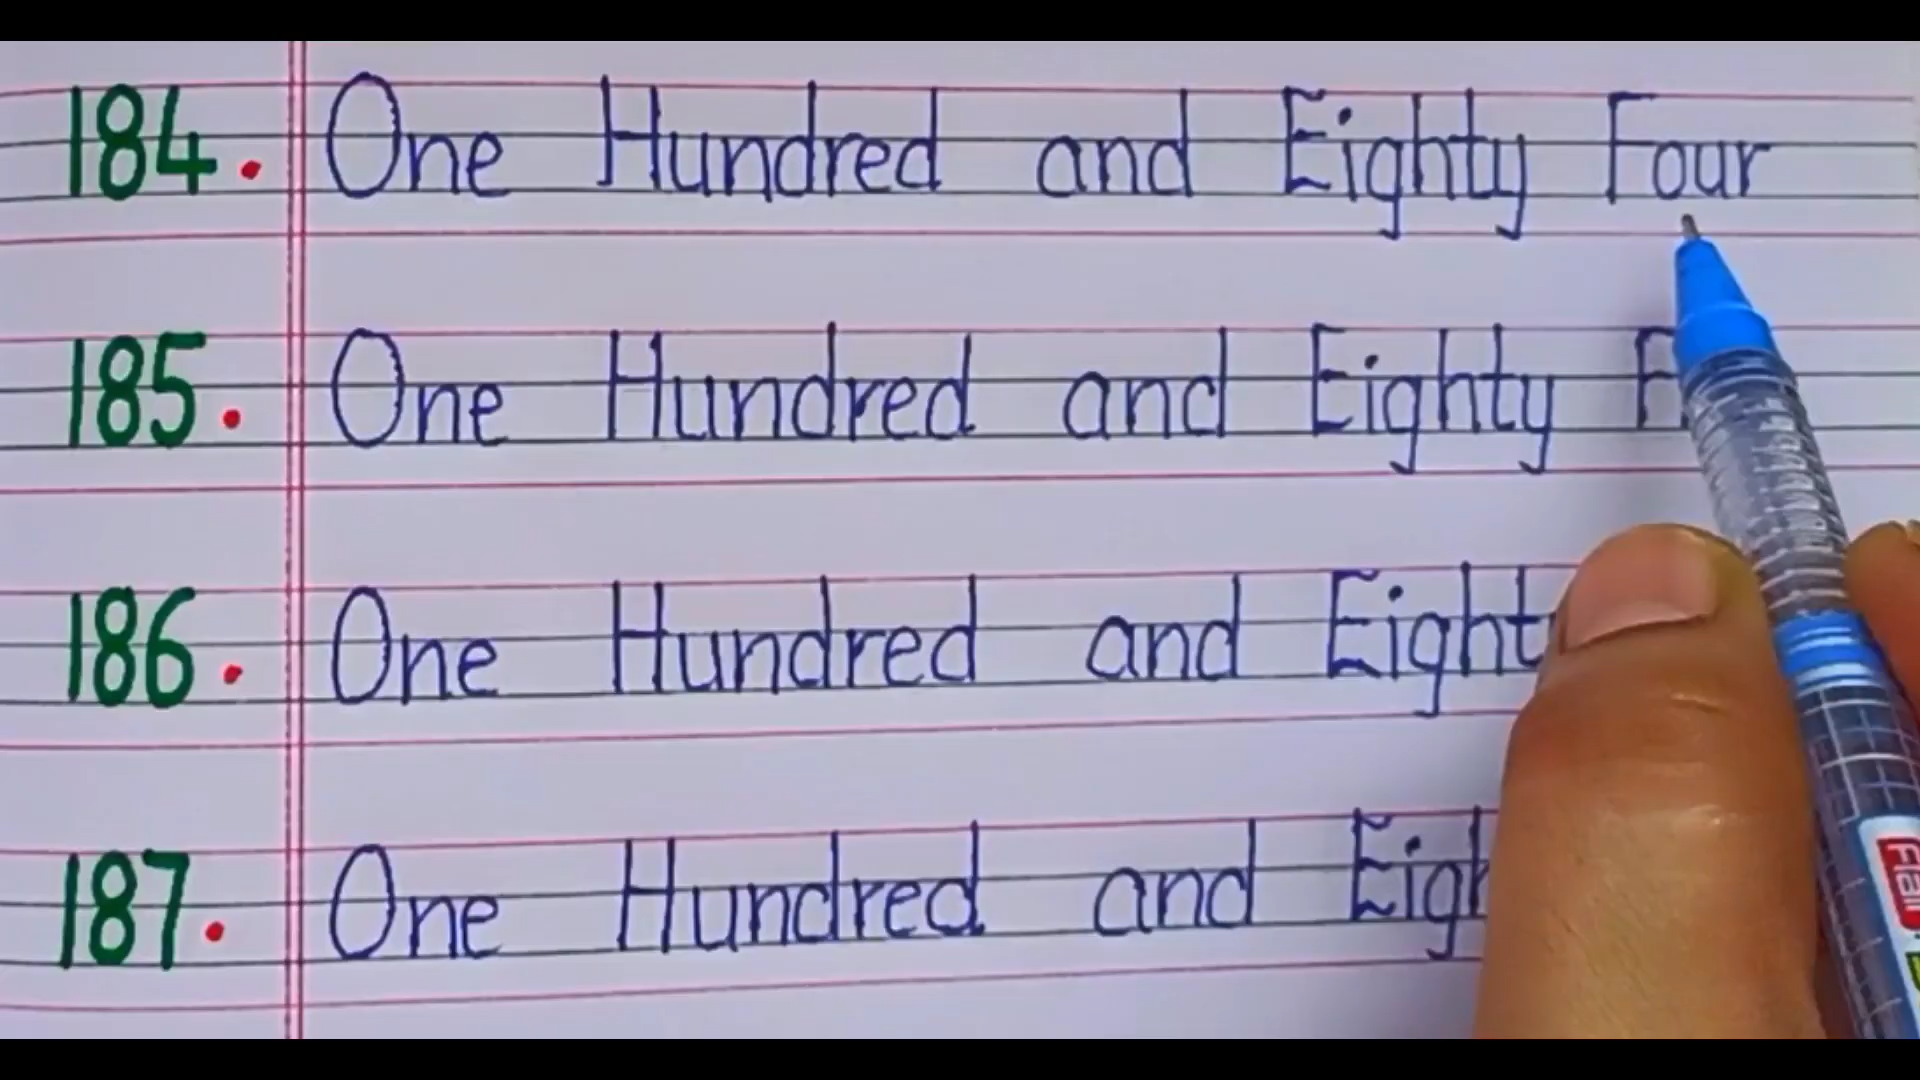 184. One Hundred and Eighty Four
185. One Hundred and Eighty
186. One Hundred and
187. One Hundred and
Flair